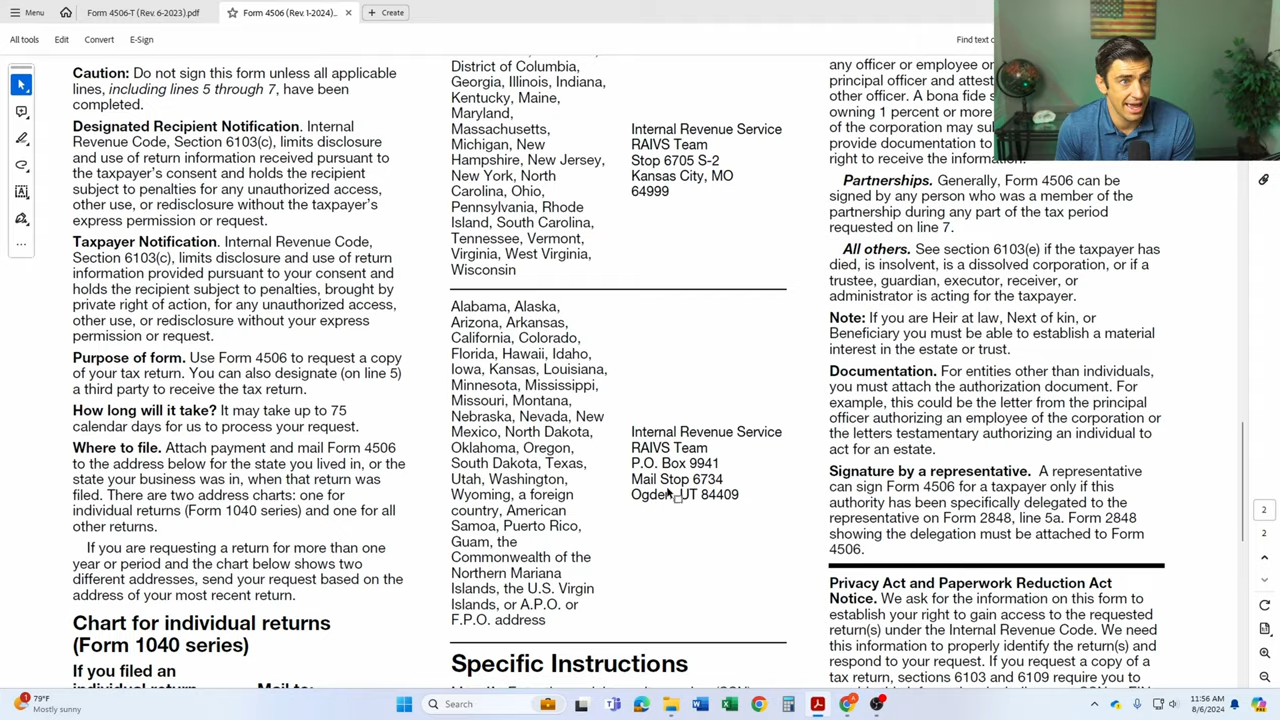 Menu
Form 4506-T (Rev. 6-2023).pdf
Form 4506 (Rev. 1-2024)...
Create
All tools
Edit
Convert
E-Sign
Find text o
Caution: Do not sign this form unless all applicable
lines, including lines 5 through 7, have been
completed.
Designated Recipient Notification. Internal
Revenue Code, Section 6103(c), limits disclosure
and use of return information received pursuant to
the taxpayer's consent and holds the recipient
subject to penalties for any unauthorized access,
other use, or redisclosure without the taxpayer's
express permission or request.
Taxpayer Notification. Internal Revenue Code,
Section 6103(c), limits disclosure and use of return
information provided pursuant to your consent and
holds the recipient subject to penalties, brought by
private right of action, for any unauthorized access,
other use, or redisclosure without your express
permission or request.
Purpose of form. Use Form 4506 to request a copy
of your tax return. You can also designate (on line 5)
a third party to receive the tax return.
How long will it take? It may take up to 75
calendar days for us to process your request.
Where to file. Attach payment and mail Form 4506
to the address below for the state you lived in, or the
state your business was in, when that return was
filed. There are two address charts: one for
individual returns (Form 1040 series) and one for all
other returns.
If you are requesting a return for more than one
year or period and the chart below shows two
different addresses, send your request based on the
address of your most recent return.
Chart for individual returns
(Form 1040 series)
If you filed an
individual return
Mail to:
District of Columbia,
Georgia, Illinois, Indiana,
Kentucky, Maine,
Maryland,
Massachusetts,
Michigan, New
Hampshire, New Jersey,
New York, North
Carolina, Ohio,
Pennsylvania, Rhode
Island, South Carolina,
Tennessee, Vermont,
Virginia, West Virginia,
Wisconsin
Internal Revenue Service
RAIVS Team
Stop 6705 S-2
Kansas City, MO
64999
Alabama, Alaska,
Arizona, Arkansas,
California, Colorado,
Florida, Hawaii, Idaho,
Iowa, Kansas, Louisiana,
Minnesota, Mississippi,
Missouri, Montana,
Nebraska, Nevada, New
Mexico, North Dakota,
Oklahoma, Oregon,
South Dakota, Texas,
Utah, Washington,
Wyoming, a foreign
country, American
Samoa, Puerto Rico,
Guam, the
Commonwealth of the
Northern Mariana
Islands, the U.S. Virgin
Islands, or A.P.O. or
F.P.O. address
Internal Revenue Service
RAIVS Team
P.O. Box 9941
Mail Stop 6734
Ogden, UT 84409
Specific Instructions
any officer or employee on
principal officer and attest
other officer. A bona fide s
owning 1 percent or more
of the corporation may su
provide documentation to
right to receive the information.
Partnerships. Generally, Form 4506 can be
signed by any person who was a member of the
partnership during any part of the tax period
requested on line 7.
All others. See section 6103(e) if the taxpayer has
died, is insolvent, is a dissolved corporation, or if a
trustee, guardian, executor, receiver, or
administrator is acting for the taxpayer.
Note: If you are Heir at law, Next of kin, or
Beneficiary you must be able to establish a material
interest in the estate or trust.
Documentation. For entities other than individuals,
you must attach the authorization document. For
example, this could be the letter from the principal
officer authorizing an employee of the corporation or
the letters testamentary authorizing an individual to
act for an estate.
Signature by a representative. A representative
can sign Form 4506 for a taxpayer only if this
authority has been specifically delegated to the
representative on Form 2848, line 5a. Form 2848
showing the delegation must be attached to Form
4506.
Privacy Act and Paperwork Reduction Act
Notice. We ask for the information on this form to
establish your right to gain access to the requested
return(s) under the Internal Revenue Code. We need
this information to properly identify the return(s) and
respond to your request. If you request a copy of a
tax return, sections 6103 and 6109 require you to
2
2
1
79°F
Mostly sunny
Search
11:56 AM
8/6/2024